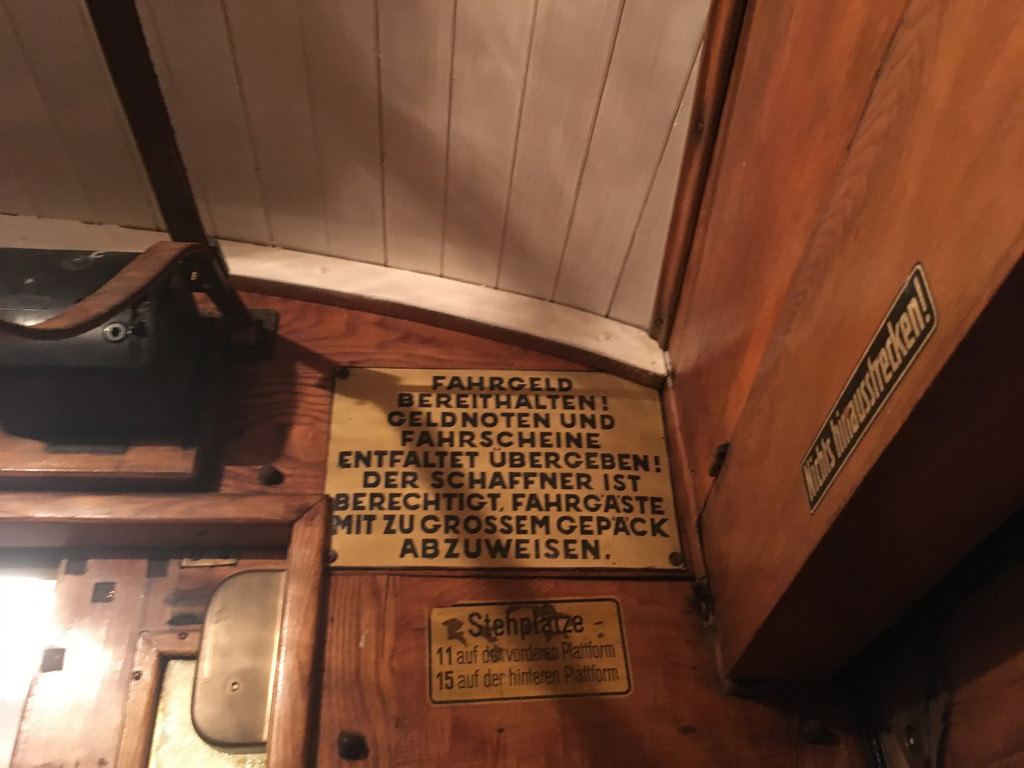 FAHRGELD
BEREITHALTEN!
GELDNOTEN UND
FAHRSCHEINE
ENTFALTET ÜBERGEBEN!
DER SCHAFFNER IST
BERECHTIGT, FAHRGÄSTE
MIT ZU GROSSEM GEPÄCK
ABZUWEISEN.
Stehplätze
11 auf der vorderen Plattform
15 auf der hinteren Plattform
Nichts hinausstrecken!